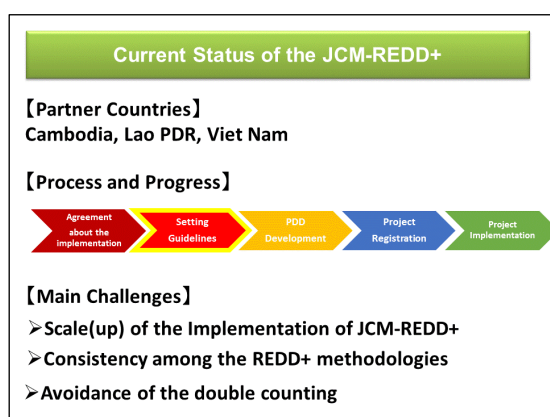 Current Status of the JCM-REDD+
【Partner Countries】
Cambodia, Lao PDR, Viet Nam
【Process and Progress】
Agreement
about the
implementation
Setting
Guidelines
PDD
Development
Project
Registration
Project
Implementation
【Main Challenges】
➢Scale(up) of the Implementation of JCM-REDD+
➢Consistency among the REDD+ methodologies
➢Avoidance of the double counting